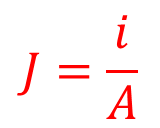 J = i/A